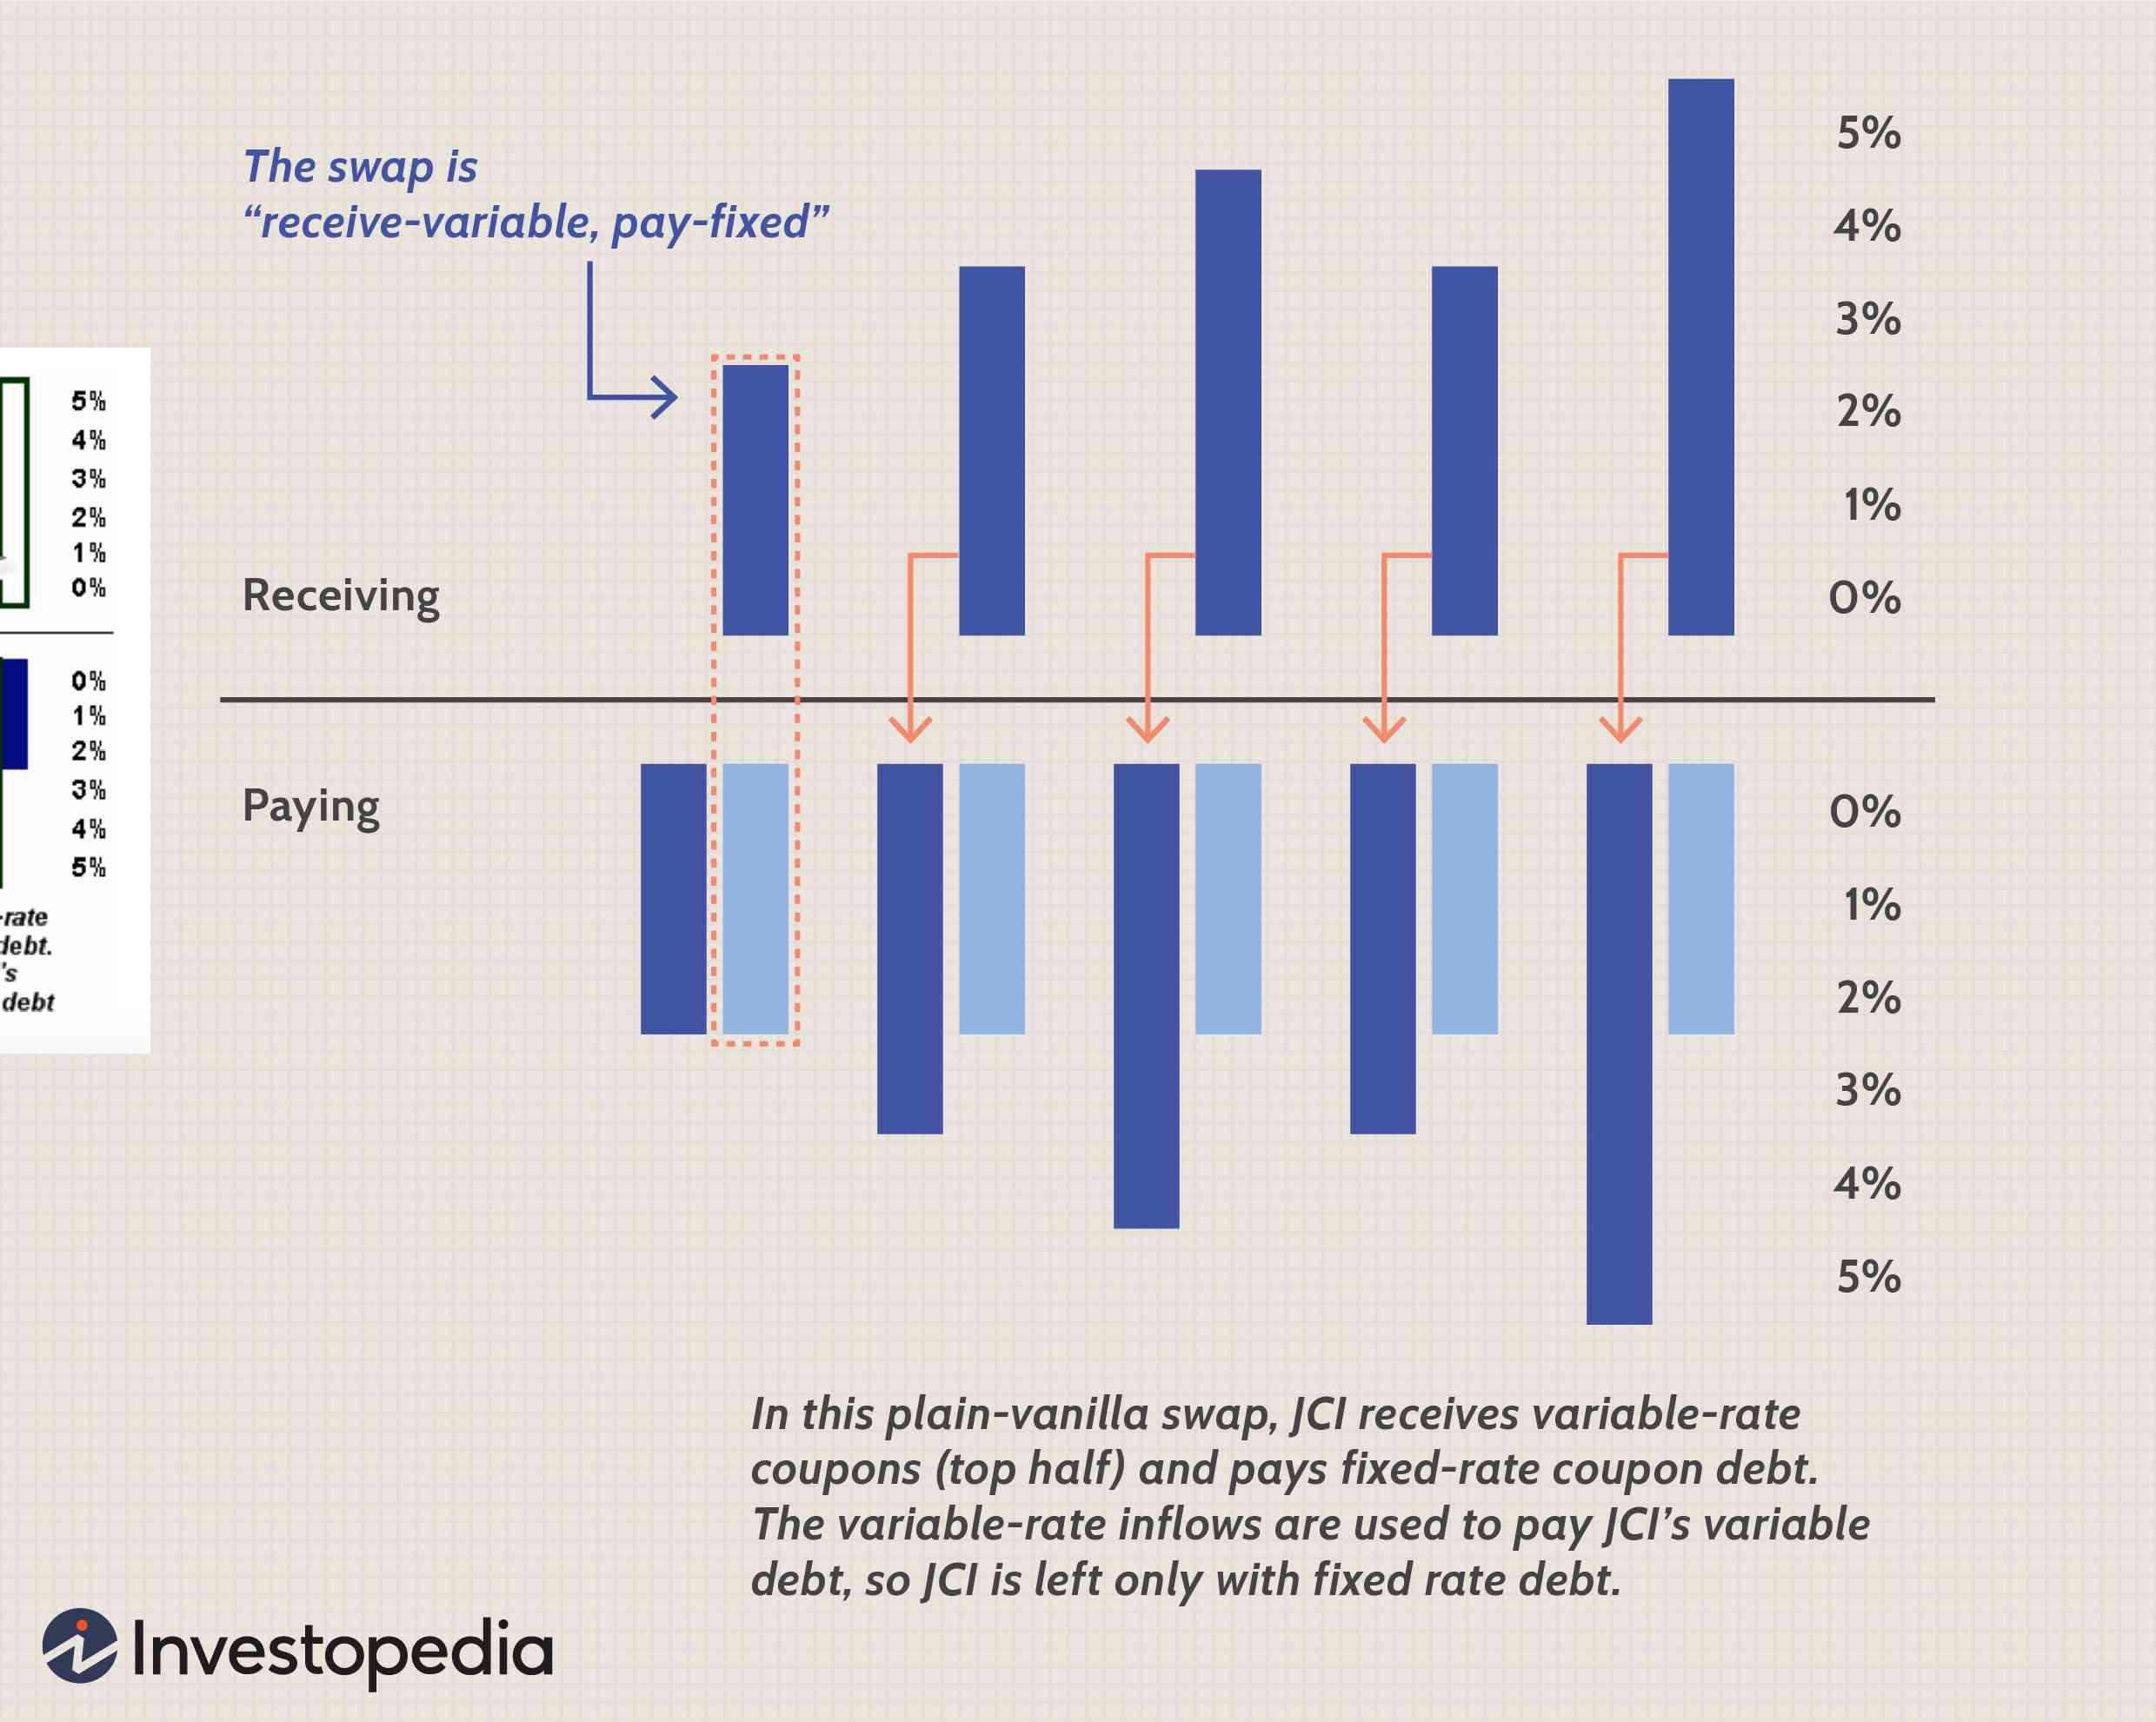 The swap is
“receive-variable, pay-fixed”
5%
4%
3%
2%
1%
0%
Receiving
Paying
0%
1%
2%
3%
4%
5%
5%
4%
3%
2%
1%
0%
0%
1%
2%
3%
4%
5%
-rate
debt.
's
debt
In this plain-vanilla swap, JCI receives variable-rate
coupons (top half) and pays fixed-rate coupon debt.
The variable-rate inflows are used to pay JCI’s variable
debt, so JCI is left only with fixed rate debt.
Investopedia